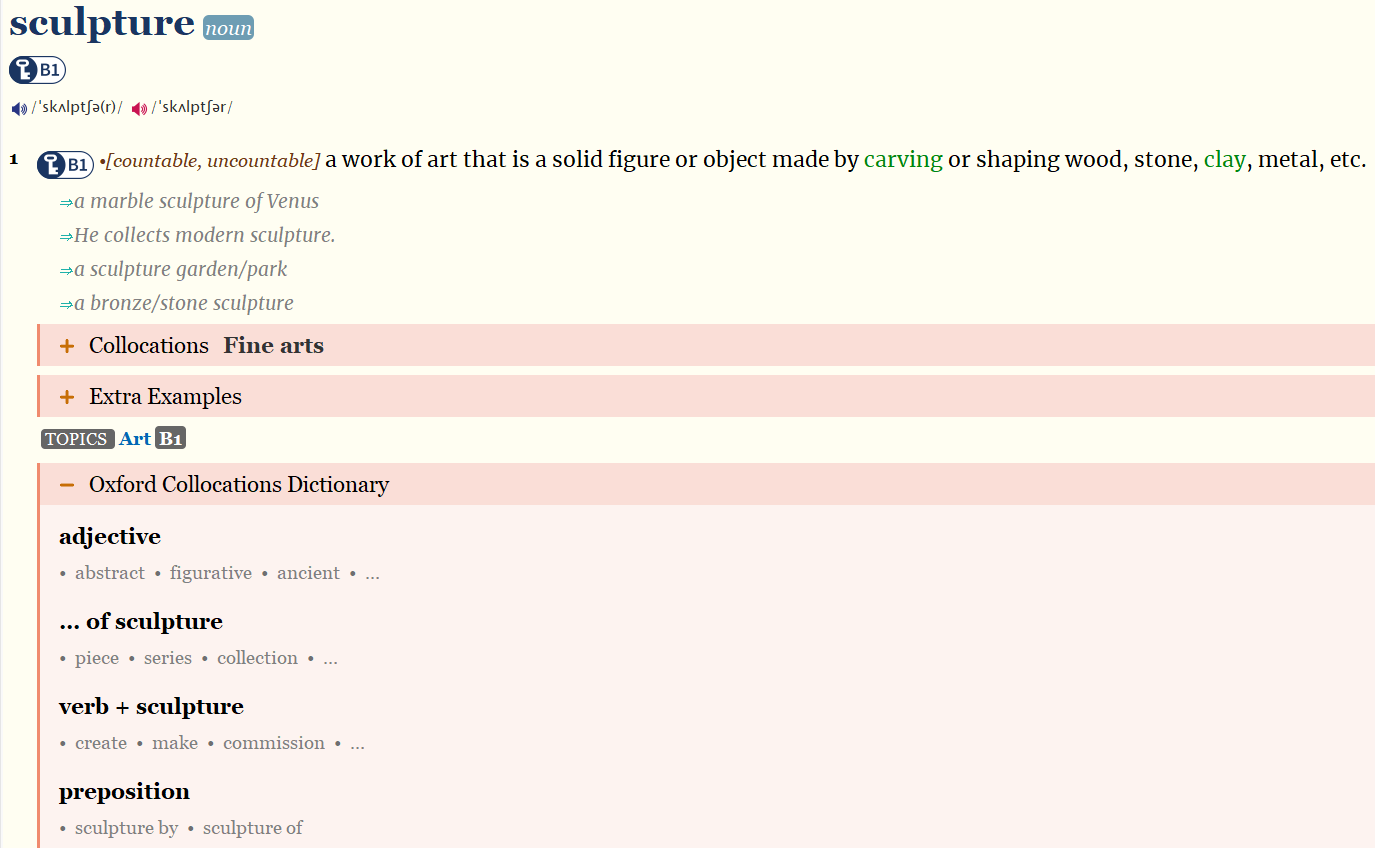 sculpture noun
B1
/ˈskʌlptʃə(r)/ /ˈskʌlptʃər/
1 B1 •[countable, uncountable] a work of art that is a solid figure or object made by carving or shaping wood, stone, clay, metal, etc.
⇒a marble sculpture of Venus
⇒He collects modern sculpture.
⇒a sculpture garden/park
⇒a bronze/stone sculpture
+ Collocations Fine arts
+ Extra Examples
TOPICS Art B1
− Oxford Collocations Dictionary
adjective
• abstract • figurative • ancient • …
… of sculpture
• piece • series • collection • …
verb + sculpture
• create • make • commission • …
preposition
• sculpture by • sculpture of